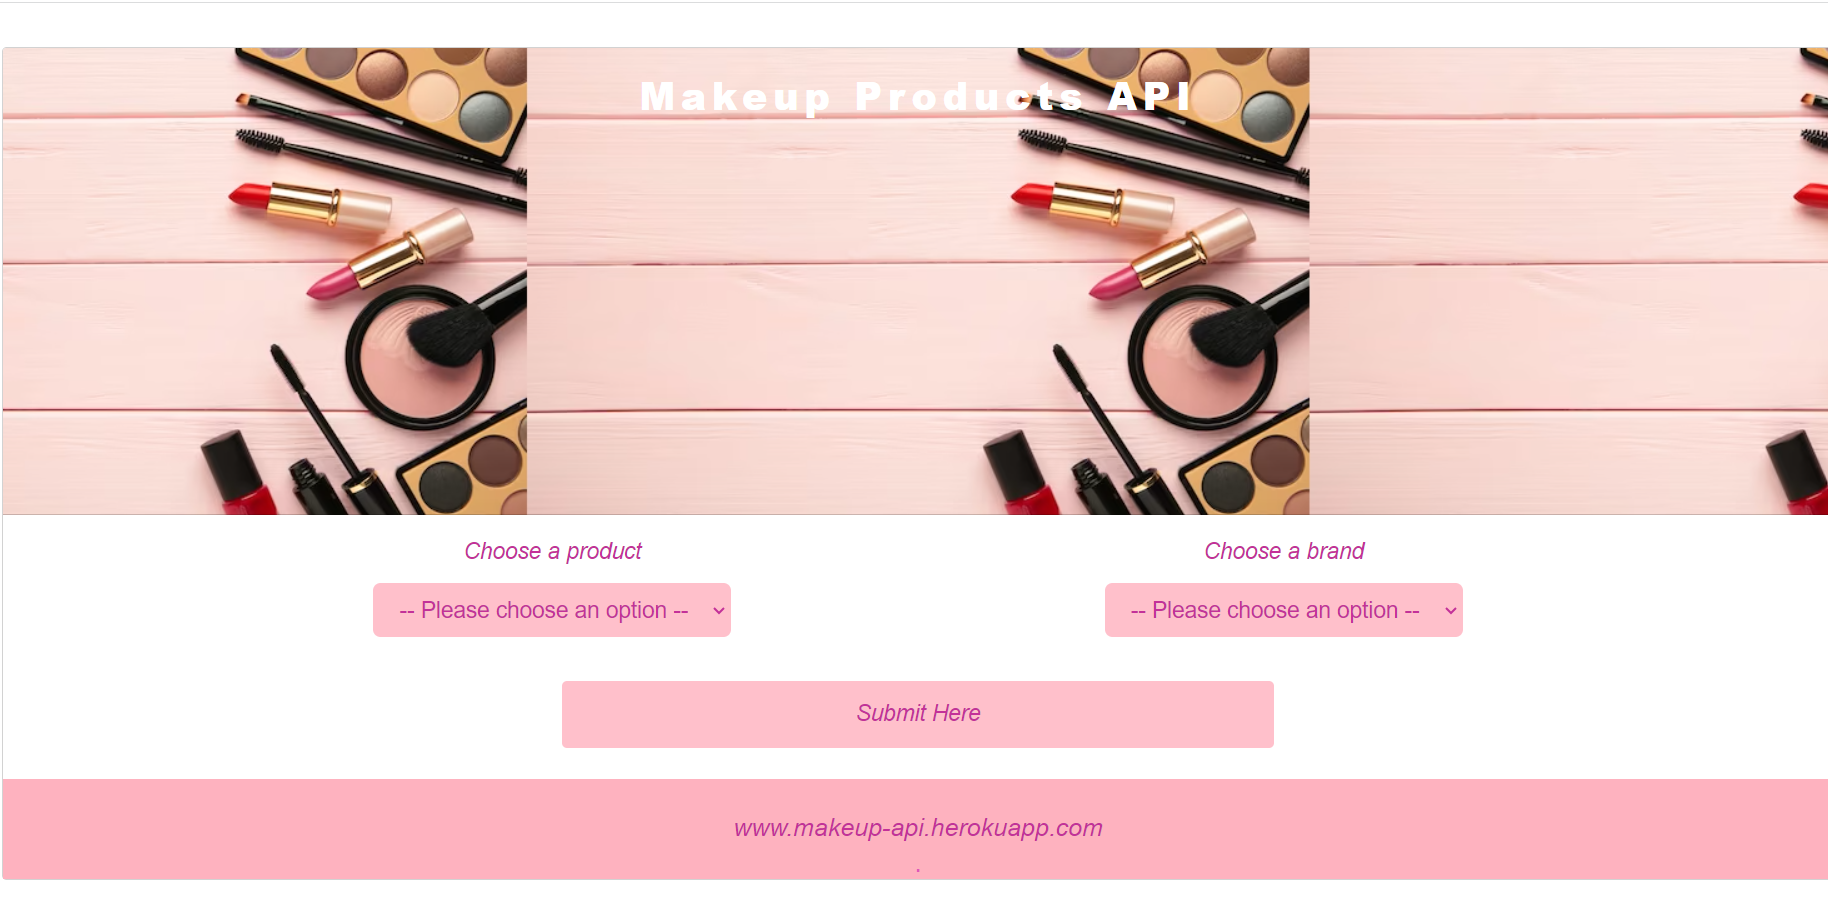 Makeup Products API
Choose a product
Choose a brand
-- Please choose an option --
-- Please choose an option --
Submit Here
www.makeup-api.herokuapp.com
.